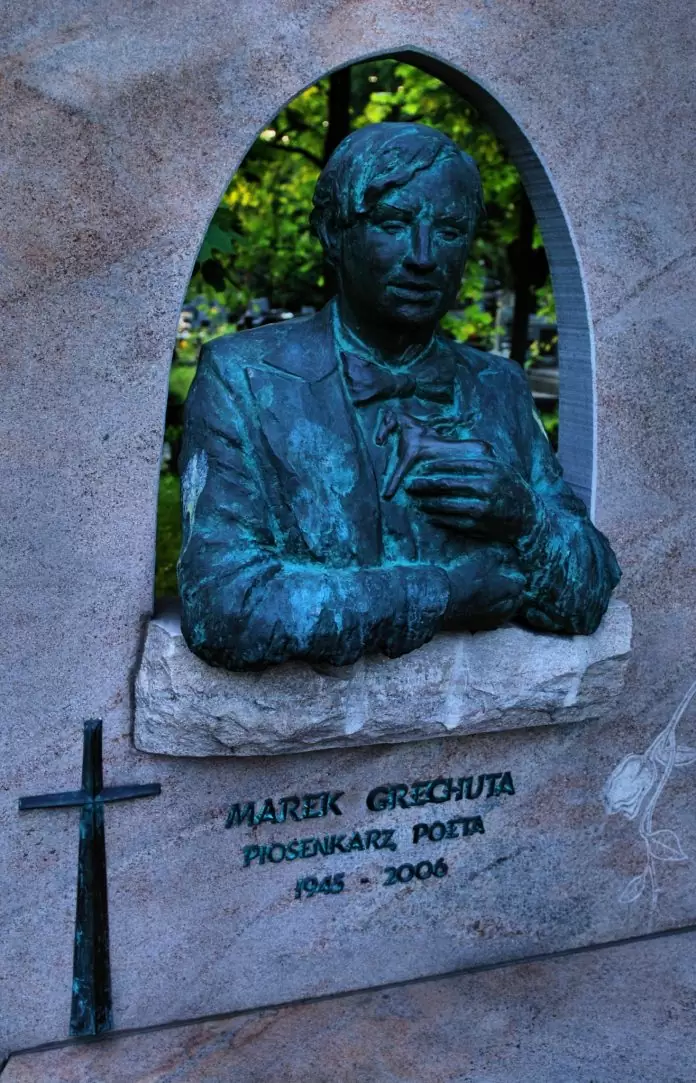 MAREK GRECHUTA
PIOSENKARZ, POETA
1945 - 2006